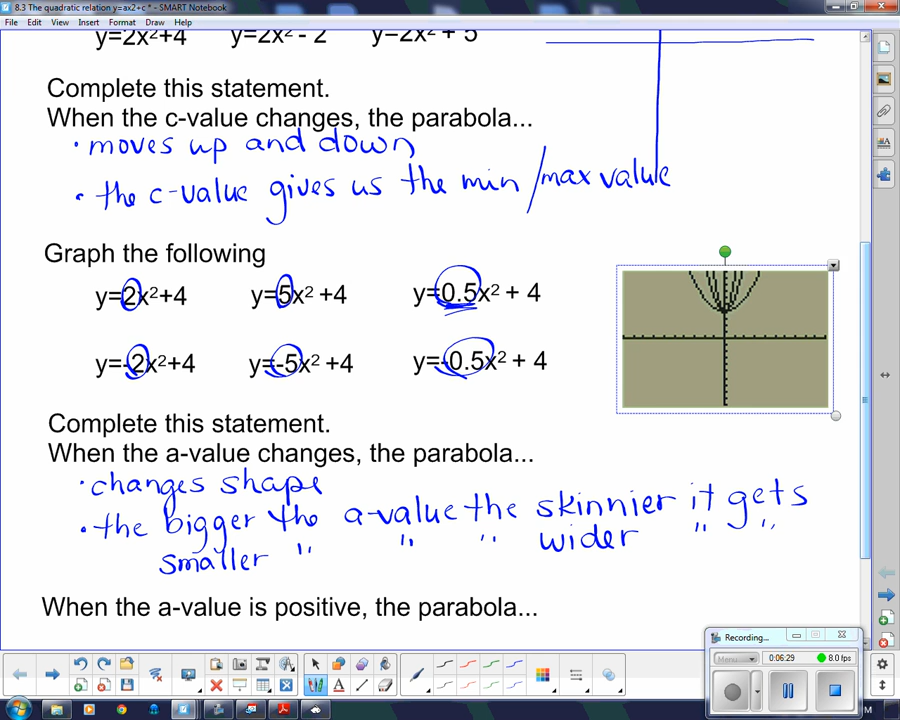 8.3 The quadratic relation y=ax2+c * - SMART Notebook
File Edit View Insert Format Draw Tools Help
y=2x²+4 y=2x² - 2 y=2x² + 5
Complete this statement.
When the c-value changes, the parabola...
• moves up and down
• the c-value gives us the min/max value
Graph the following
y=2x²+4 y=5x² +4 y=0.5x² + 4
y=-2x²+4 y=-5x² +4 y=-0.5x² + 4
Complete this statement.
When the a-value changes, the parabola...
• changes shape
• the bigger the a-value the skinnier it gets
smaller " " " wider " "
When the a-value is positive, the parabola...
Recording...
Menu
0:06:29
8.0 fps